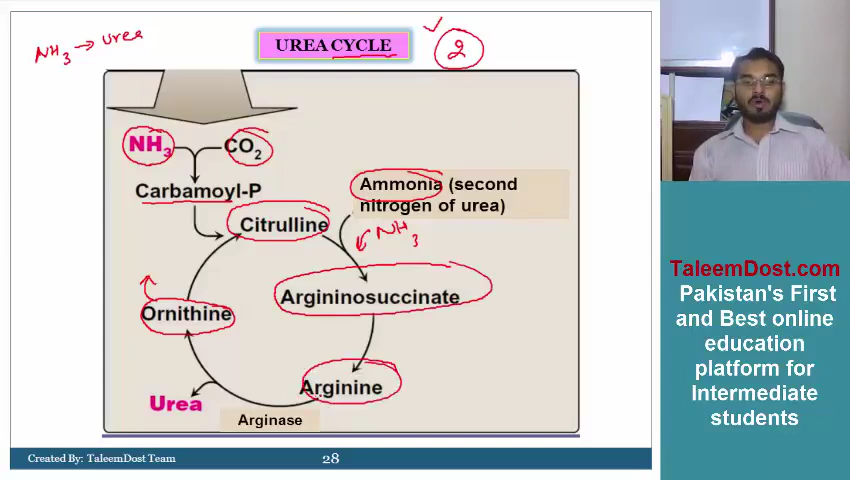 NH3 → urea
UREA CYCLE
2
NH3
CO2
Carbamoyl-P
Citrulline
Ammonia (second
nitrogen of urea)
NH3
Argininosuccinate
Ornithine
Arginine
Urea
Arginase
Created By: TaleemDost Team
28
TaleemDost.com
Pakistan's First
and Best online
education
platform for
Intermediate
students